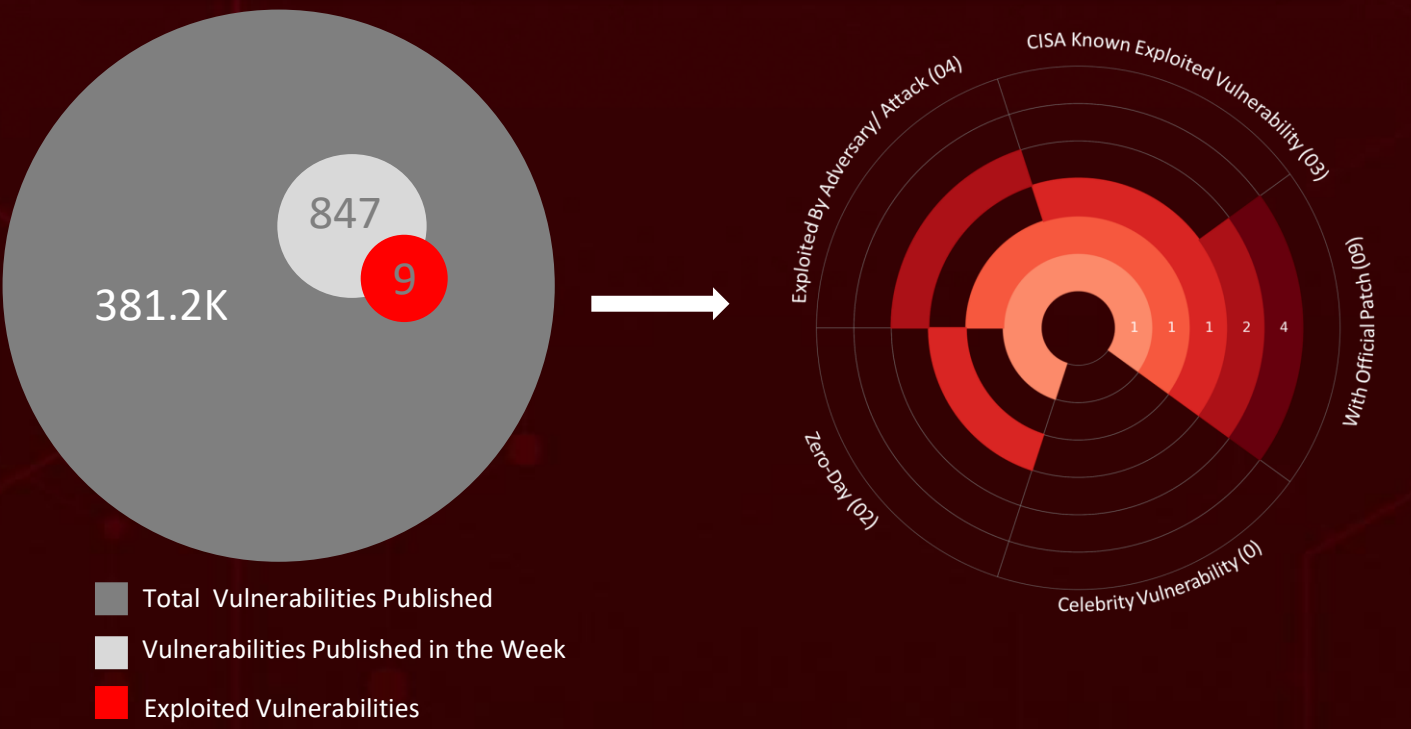 847
9
381.2K
Total Vulnerabilities Published
Vulnerabilities Published in the Week
Exploited Vulnerabilities
CISA Known Exploited Vulnerability (03)
Exploited By Adversary/ Attack (04)
With Official Patch (09)
1 1 1 2 4
Zero-Day (02)
Celebrity Vulnerability (0)